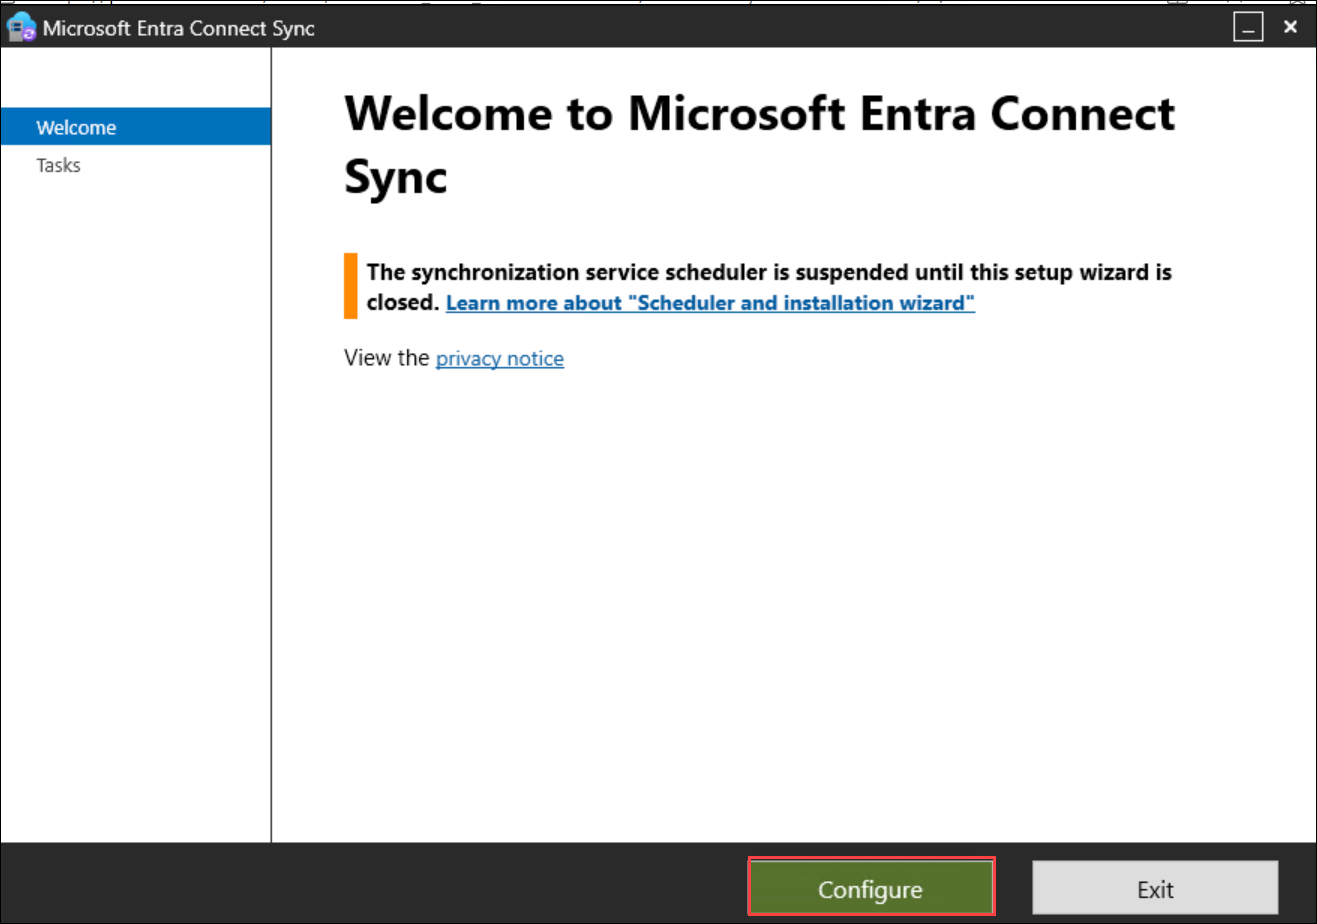 Microsoft Entra Connect Sync
Welcome
Tasks
Welcome to Microsoft Entra Connect
Sync
The synchronization service scheduler is suspended until this setup wizard is
closed. Learn more about "Scheduler and installation wizard"
View the privacy notice
Configure
Exit